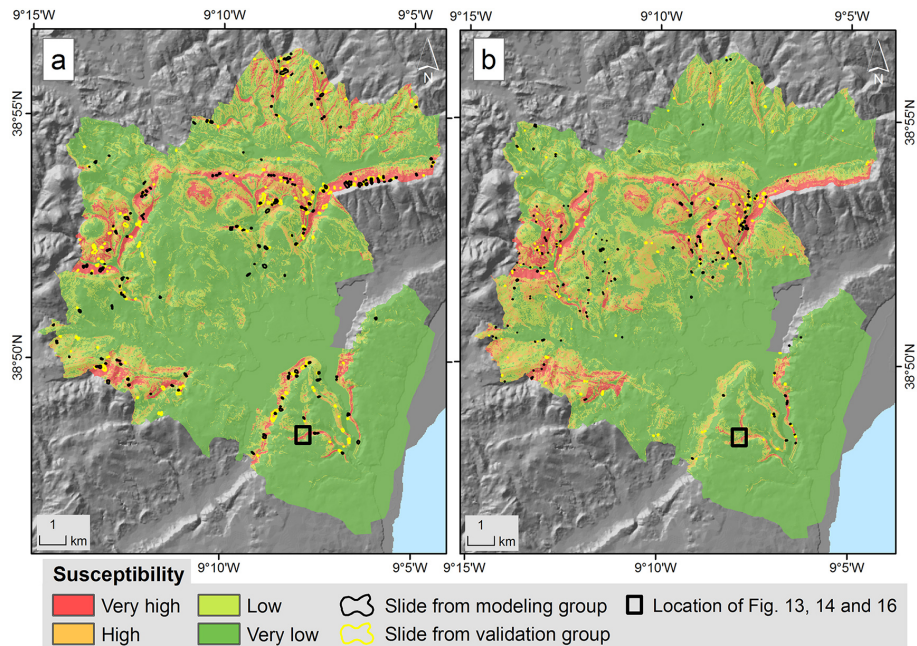 9°15'W 9°10'W 9°5'W 9°15'W 9°10'W 9°5'W
a b
N N
38°55'N 38°55'N
38°50'N 38°50'N
1 km 1 km
9°10'W 9°5'W 9°15'W 9°10'W 9°5'W
Susceptibility
Very high Low Slide from modeling group Location of Fig. 13, 14 and 16
High Very low Slide from validation group